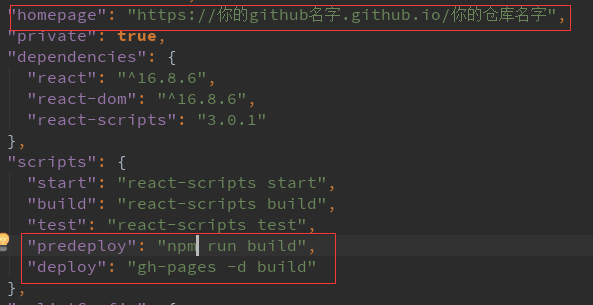 "homepage": "https://你的github名字.github.io/你的仓库名字",
"private": true,
"dependencies": {
"react": "^16.8.6",
"react-dom": "^16.8.6",
"react-scripts": "3.0.1"
},
"scripts": {
"start": "react-scripts start",
"build": "react-scripts build",
"test": "react-scripts test",
"predeploy": "npm run build",
"deploy": "gh-pages -d build"
},